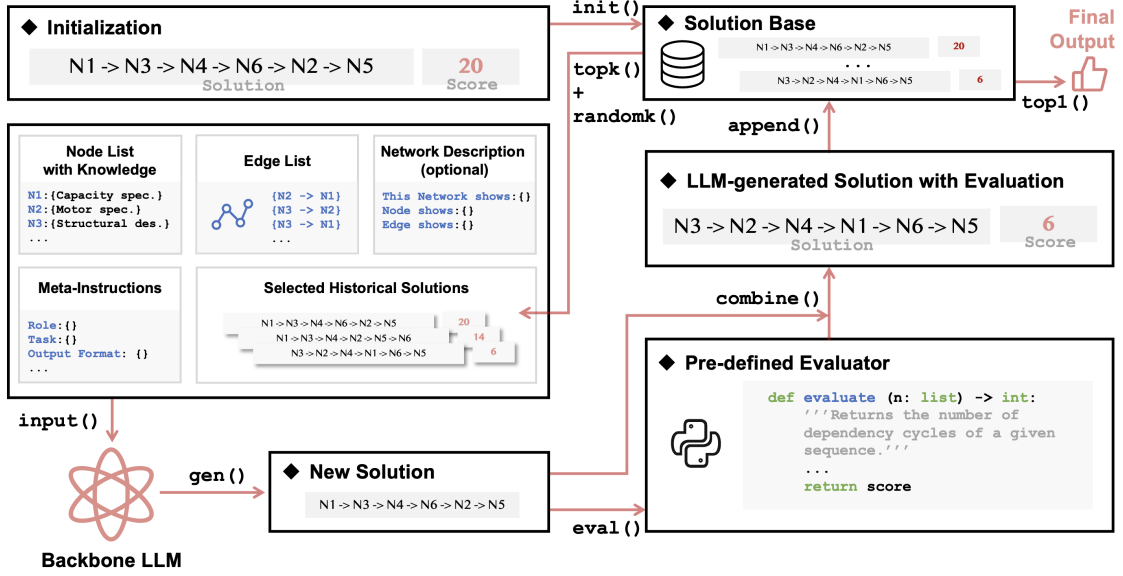 ◆ Initialization
N1 -> N3 -> N4 -> N6 -> N2 -> N5
20
Solution
Score
init()
◆ Solution Base
N1 -> N3 -> N4 -> N6 -> N2 -> N5
20
...
N3 -> N2 -> N4 -> N1 -> N6 -> N5
6
Final
Output
top1()
topk()
+
randomk()
append()
Node List
with Knowledge
N1:{Capacity spec.}
N2:{Motor spec.}
N3:{Structural des.}
...
Edge List
{N2 -> N1}
{N3 -> N2}
{N3 -> N1}
...
Network Description
(optional)
This Network shows:{}
Node shows:{}
Edge shows:{}
Meta-Instructions
Role:{}
Task:{}
Output Format: {}
...
Selected Historical Solutions
N1 -> N3 -> N4 -> N6 -> N2 -> N5
20
N1 -> N3 -> N4 -> N2 -> N5 -> N6
14
N3 -> N2 -> N4 -> N1 -> N6 -> N5
6
◆ LLM-generated Solution with Evaluation
N3 -> N2 -> N4 -> N1 -> N6 -> N5
6
Solution
Score
combine()
◆ Pre-defined Evaluator
def evaluate (n: list) -> int:
'''Returns the number of
dependency cycles of a given
sequence.'''
...
return score
input()
gen()
◆ New Solution
N1 -> N3 -> N4 -> N6 -> N2 -> N5
eval()
Backbone LLM